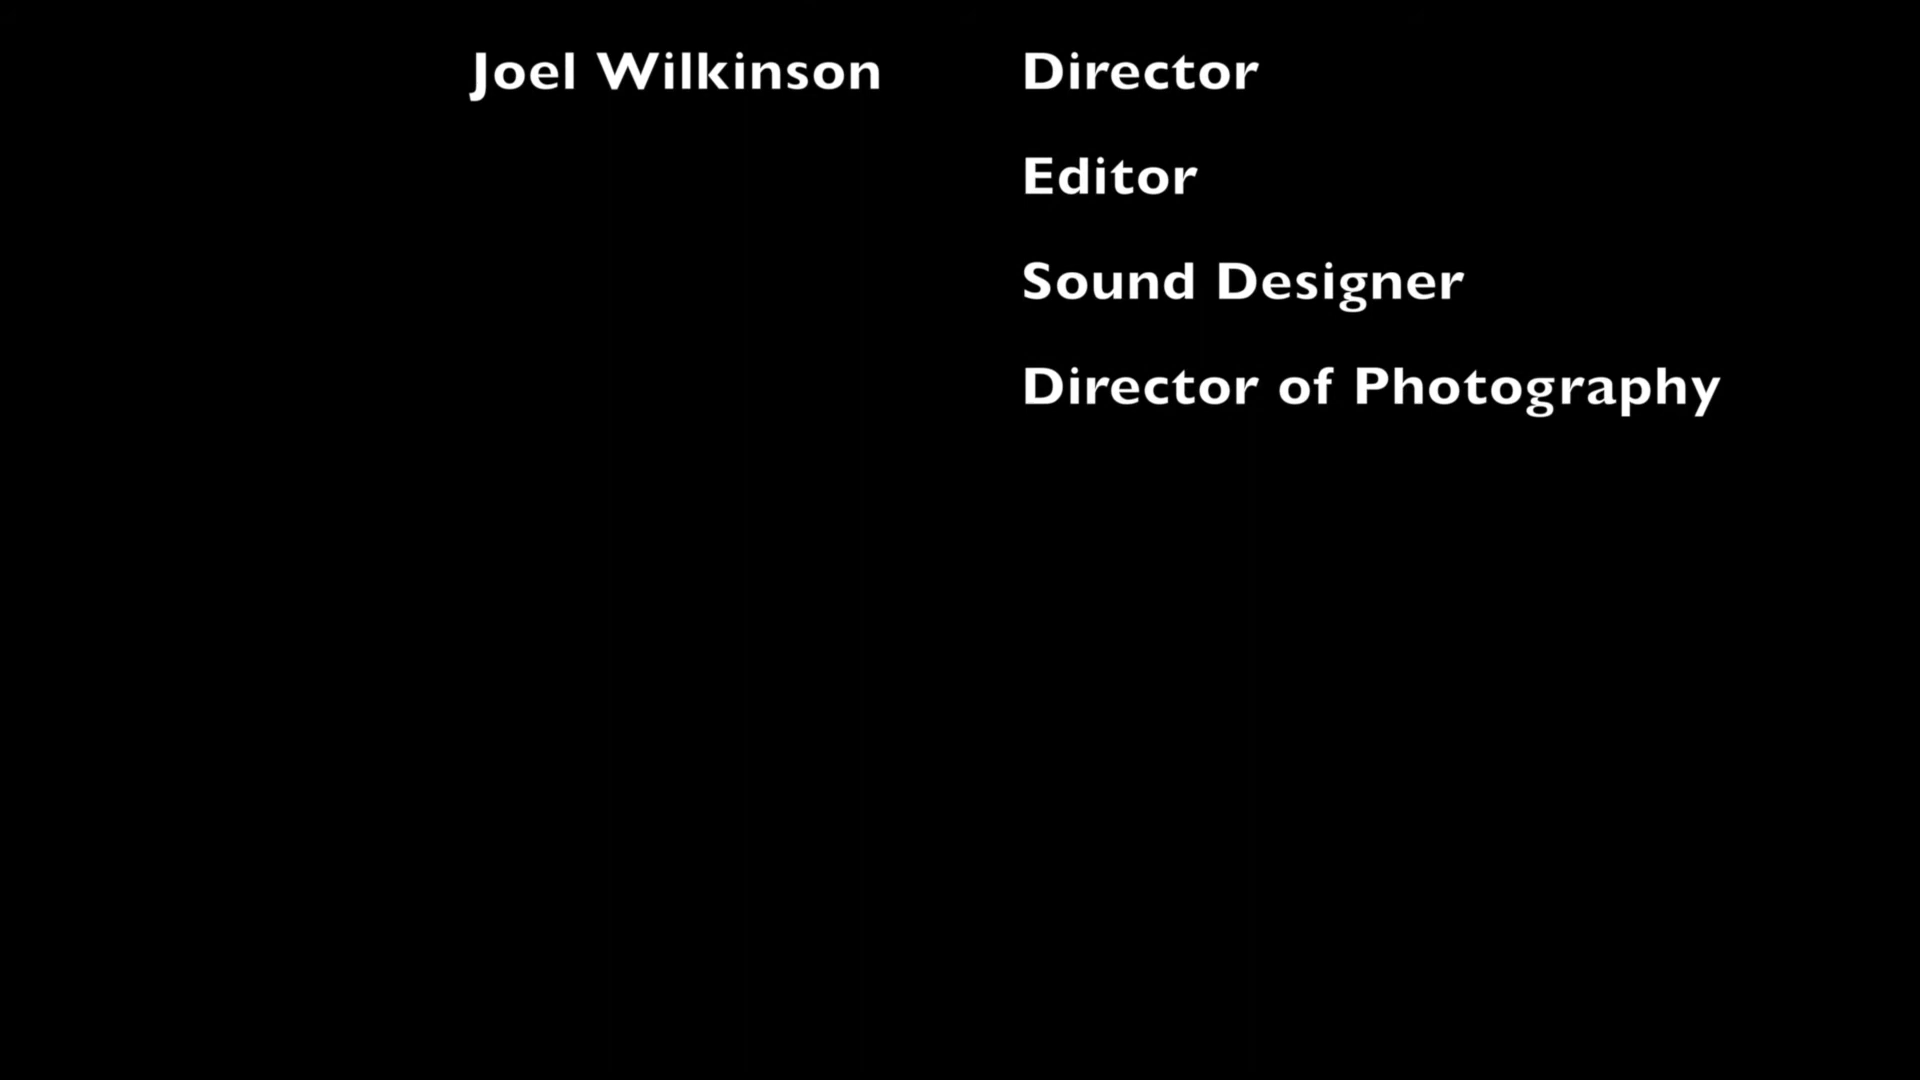 Joel Wilkinson Director
Editor
Sound Designer
Director of Photography